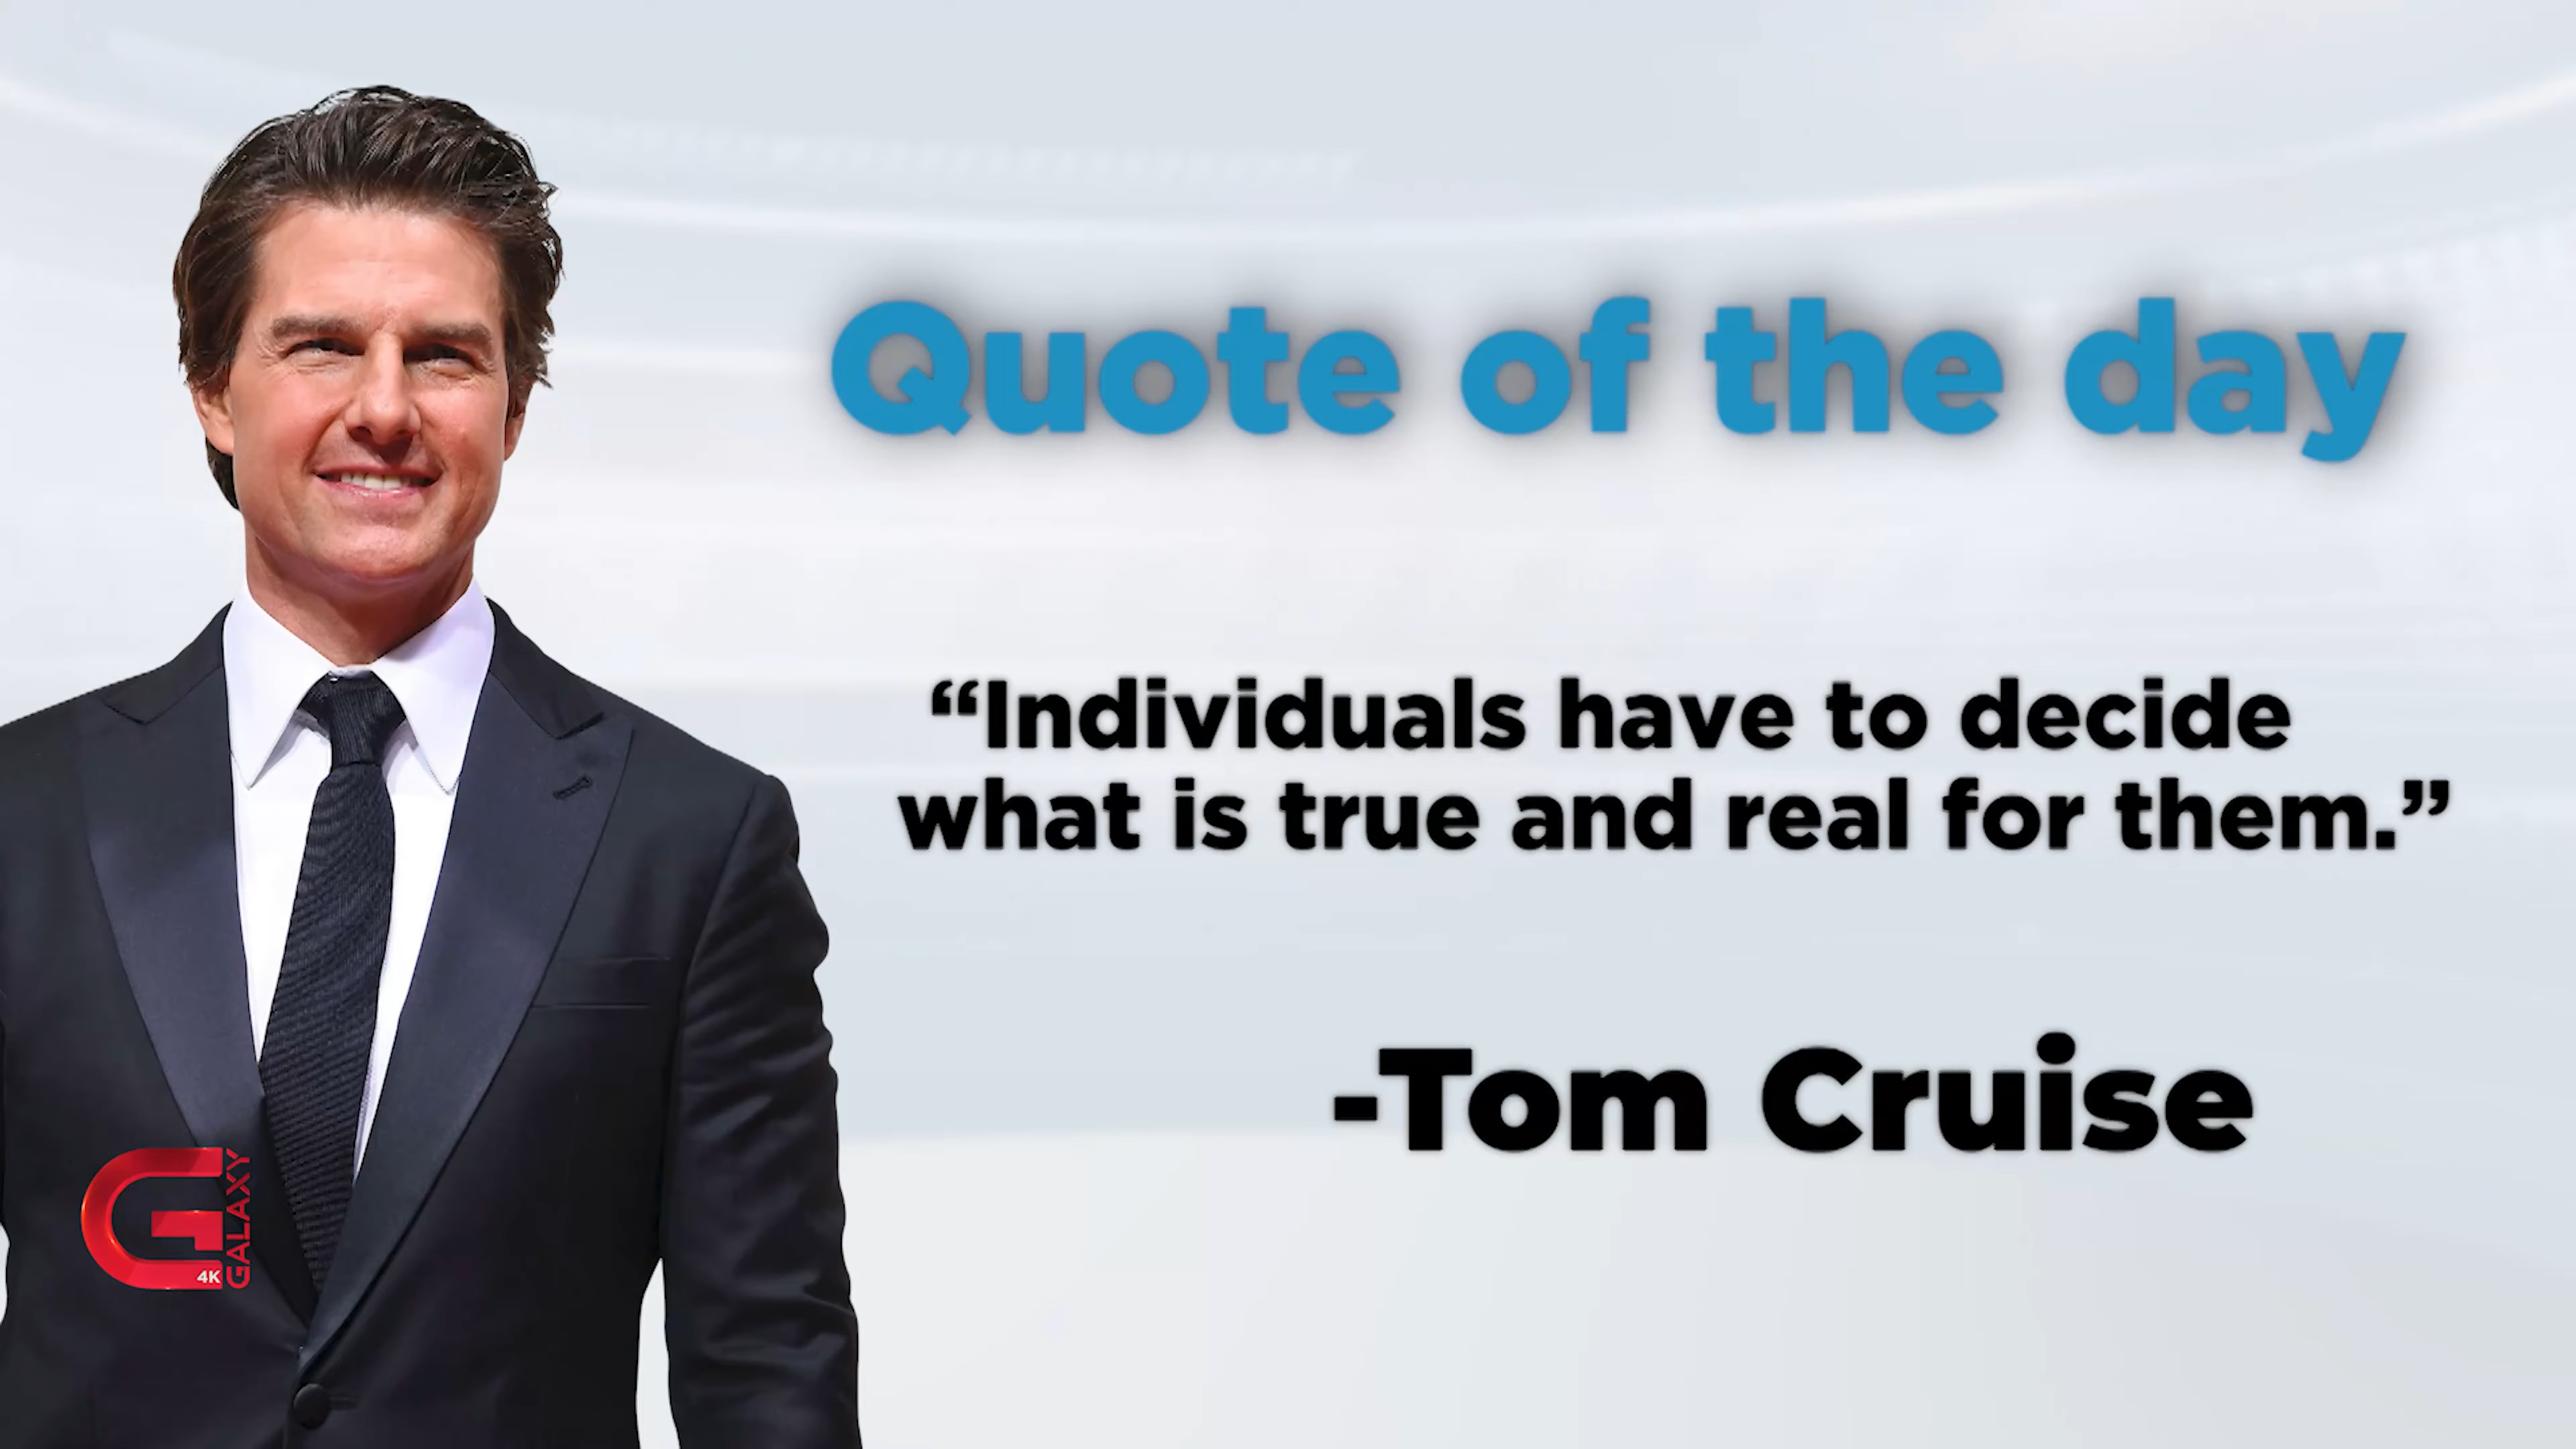 Quote of the day
“Individuals have to decide
what is true and real for them.”
-Tom Cruise
GALAXY
4K